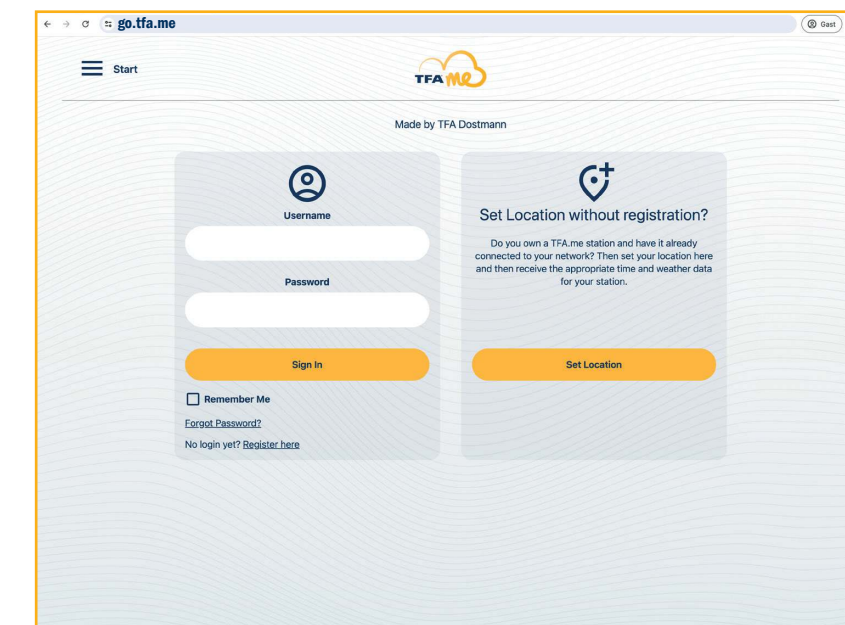 go.tfa.me
Gast
Start
TFA me
Made by TFA Dostmann
Username
Password
Sign In
Remember Me
Forgot Password?
No login yet? Register here
Set Location without registration?
Do you own a TFA.me station and have it already
connected to your network? Then set your location here
and then receive the appropriate time and weather data
for your station.
Set Location